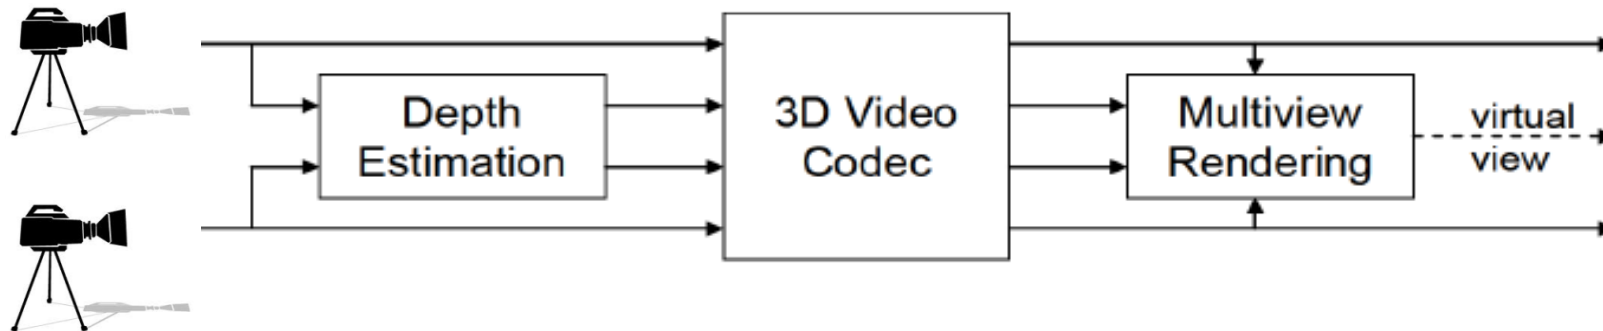 Depth
Estimation
3D Video
Codec
Multiview
Rendering
virtual
view